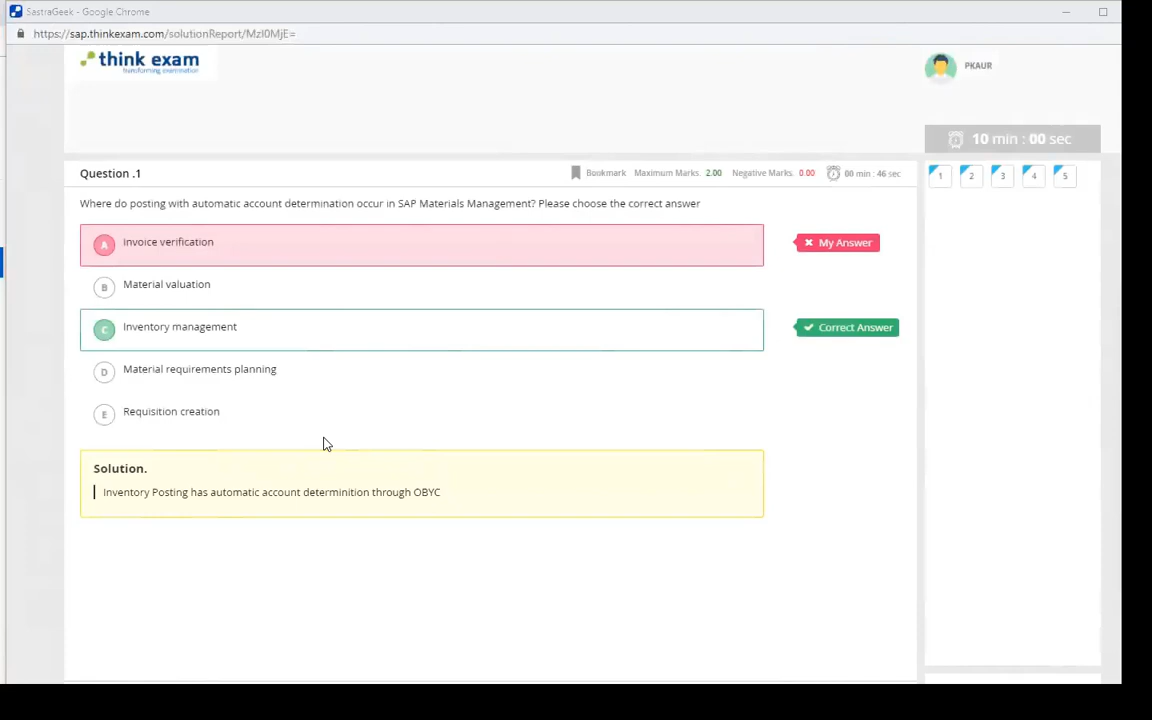 SastraGeek - Google Chrome
https://sap.thinkexam.com/solutionReport/MzI0MjE=
think exam
transforming examination
PKAUR
10 min : 00 sec
Question .1
Bookmark Maximum Marks. 2.00 Negative Marks. 0.00 00 min : 46 sec
1 2 3 4 5
Where do posting with automatic account determination occur in SAP Materials Management? Please choose the correct answer
A Invoice verification
My Answer
B Material valuation
C Inventory management
Correct Answer
D Material requirements planning
E Requisition creation
Solution.
Inventory Posting has automatic account determinition through OBYC